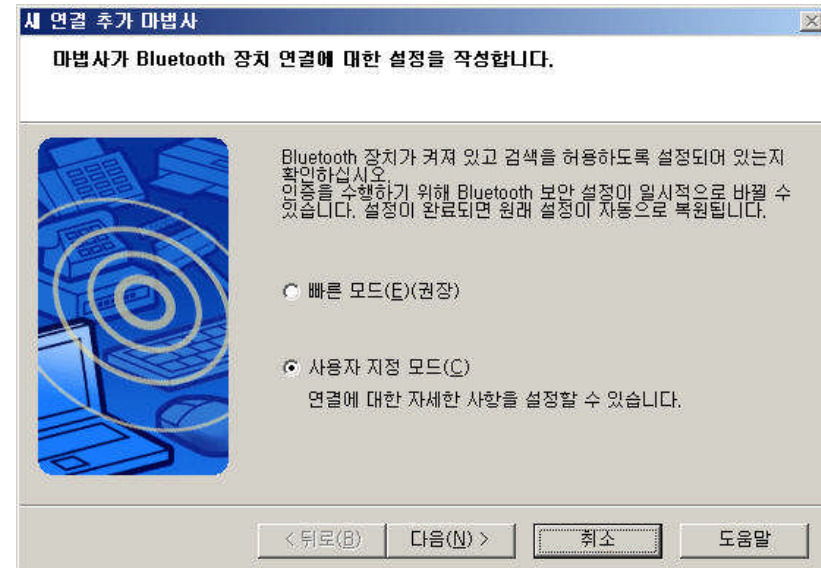 새 연결 추가 마법사
마법사가 Bluetooth 장치 연결에 대한 설정을 작성합니다.
Bluetooth 장치가 켜져 있고 검색을 허용하도록 설정되어 있는지
확인하십시오.
인증을 수행하기 위해 Bluetooth 보안 설정이 일시적으로 바뀔 수
있습니다. 설정이 완료되면 원래 설정이 자동으로 복원됩니다.
빠른 모드(E)(권장)
사용자 지정 모드(C)
연결에 대한 자세한 사항을 설정할 수 있습니다.
< 뒤로(B) 다음(N) > 취소 도움말